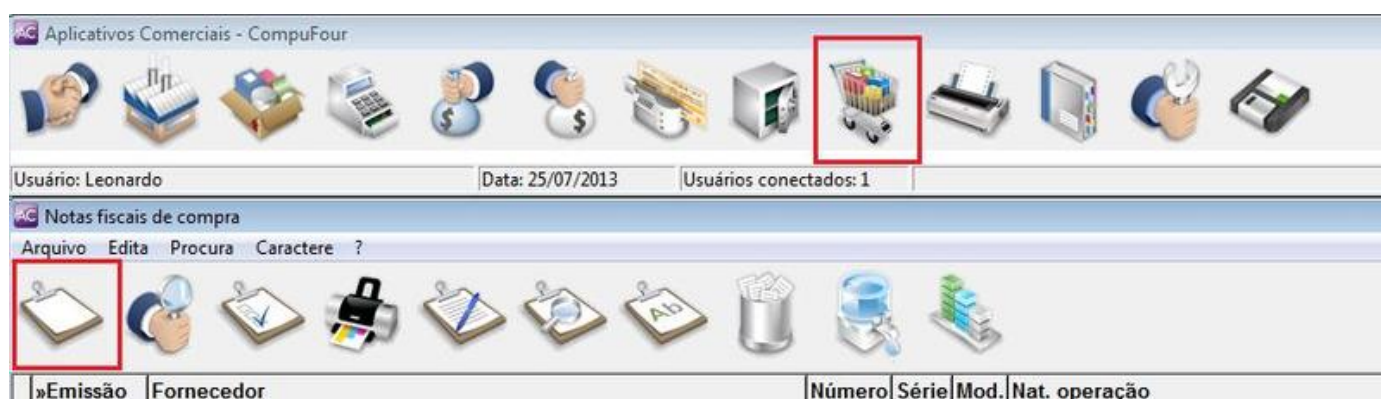 AC Aplicativos Comerciais - CompuFour
$ $
Usuário: Leonardo Data: 25/07/2013 Usuários conectados: 1
AC Notas fiscais de compra
Arquivo Edita Procura Caractere ?
Ab
»Emissão Fornecedor Número Série Mod. Nat. operação